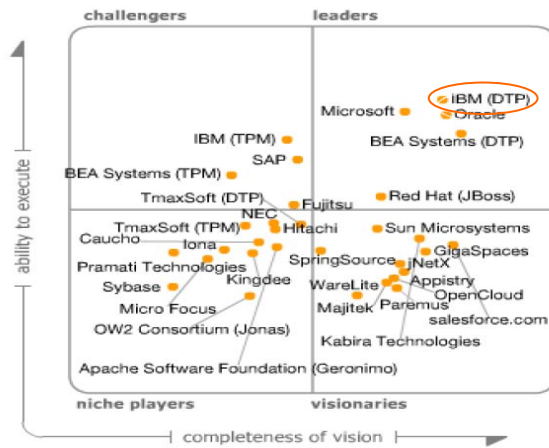 challengers
leaders
IBM (DTP)
Microsoft
Oracle
IBM (TPM)
BEA Systems (DTP)
SAP
BEA Systems (TPM)
TmaxSoft (DTP)
Fujitsu
Red Hat (JBoss)
NEC
TmaxSoft (TPM)
Hitachi
Sun Microsystems
Caucho
Iona
SpringSource
GigaSpaces
jNetX
Pramati Technologies
Kingdee
WareLite
Appistry
Sybase
OpenCloud
Micro Focus
Majitek
Paremus
salesforce.com
OW2 Consortium (Jonas)
Kabira Technologies
Apache Software Foundation (Geronimo)
niche players
visionaries
completeness of vision
ability to execute